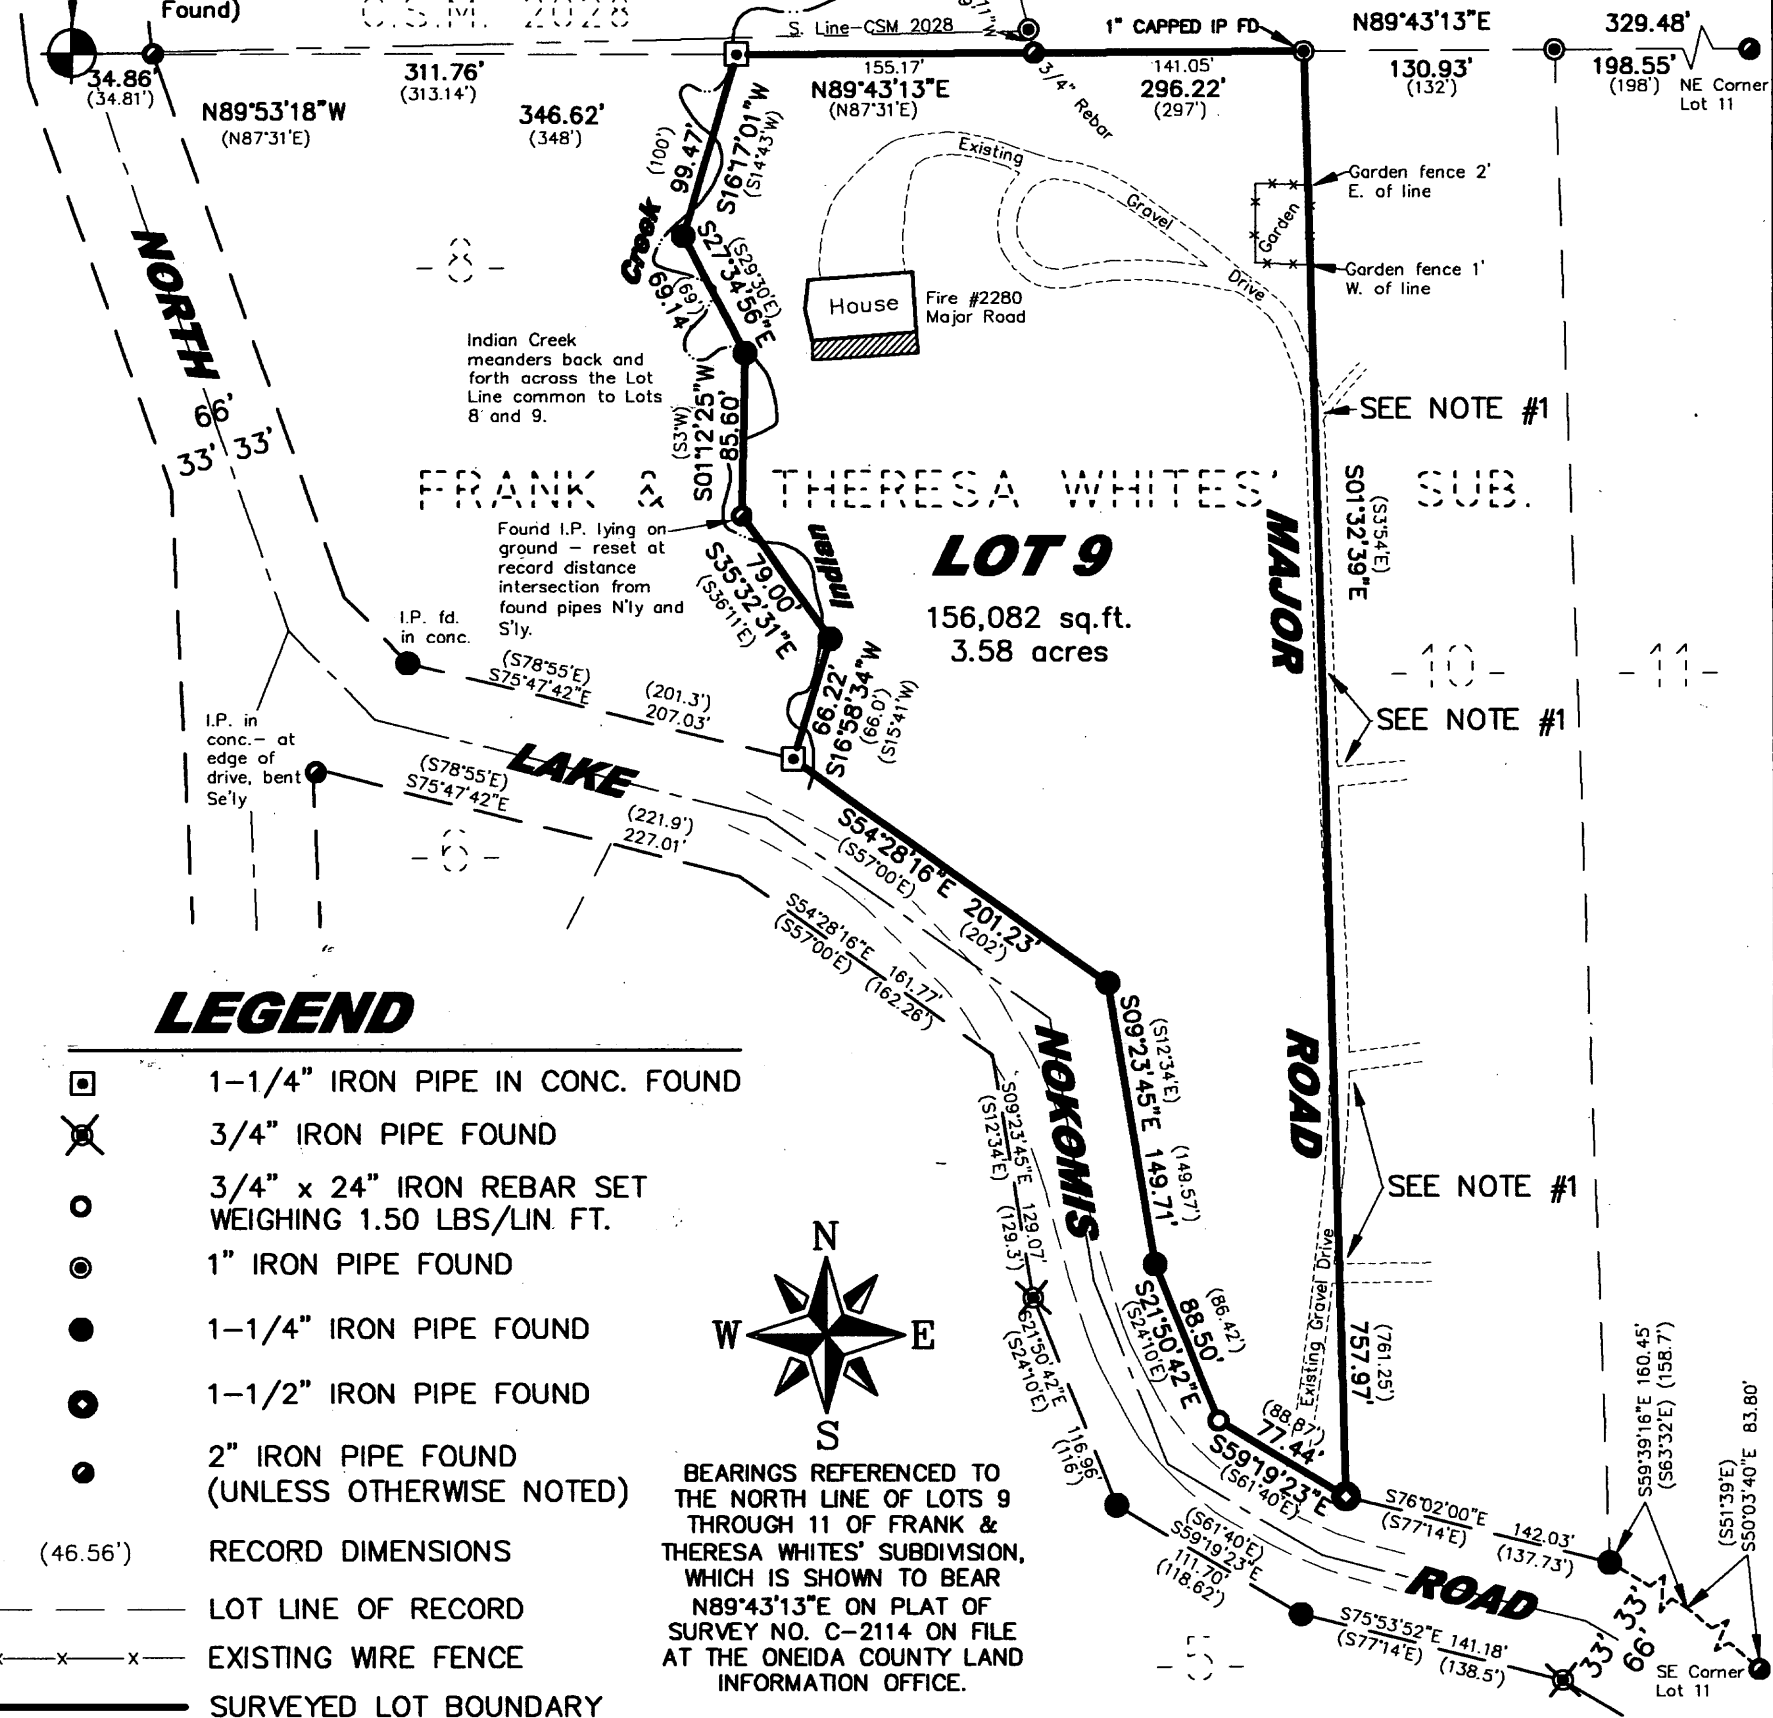 Found)
C.S.M. 2028
S. Line-CSM 2028
1" CAPPED IP FD
N89°43'13"E
329.48'
34.86'
(34.81')
311.76'
(313.14')
155.17'
141.05'
130.93'
(132')
198.55'
(198')
NE Corner
Lot 11
N89°53'18"W
(N87°31'E)
346.62'
(348')
N89°43'13"E
(N87°31'E)
296.22'
(297')
3/4" Rebar
(100')
99.47'
S16°17'01"W
(S14°43'W)
Existing
Gravel
Drive
Garden
Garden fence 2'
E. of line
Garden fence 1'
W. of line
NORTH
66'
33' 33'
-8-
Creek
S27°34'56"E
(S29°30'E)
(69')
69.14
House
Fire #2280
Major Road
Indian Creek
meanders back and
forth across the Lot
Line common to Lots
8 and 9.
(S3°W)
S01°12'25"W
85.60'
SEE NOTE #1
FRANK & THERESA WHITES' SUB.
S01°32'39"E
(S3°54'E)
Found I.P. lying on
ground - reset at
record distance
intersection from
found pipes N'ly and
S'ly.
79.00'
S35°32'31"E
(S36°11'E)
Indian
LOT 9
156,082 sq.ft.
3.58 acres
MAJOR
-10-
-11-
I.P. fd.
in conc.
(S78°55'E)
S75°47'42"E
(201.3')
207.03'
66.22'
S16°58'34"W
(66.0')
(S15°41'W)
SEE NOTE #1
I.P. in
conc.- at
edge of
drive, bent
Se'ly
LAKE
(S78°55'E)
S75°47'42"E
(221.9')
227.01'
-6-
S54°28'16"E 201.23'
(S57°00'E) (202')
S54°28'16"E 161.77'
(S57°00'E) (162.26')
LEGEND
1-1/4" IRON PIPE IN CONC. FOUND
3/4" IRON PIPE FOUND
3/4" x 24" IRON REBAR SET
WEIGHING 1.50 LBS/LIN. FT.
1" IRON PIPE FOUND
1-1/4" IRON PIPE FOUND
1-1/2" IRON PIPE FOUND
2" IRON PIPE FOUND
(UNLESS OTHERWISE NOTED)
(46.56')
RECORD DIMENSIONS
LOT LINE OF RECORD
x x
EXISTING WIRE FENCE
SURVEYED LOT BOUNDARY
NOKOMIS
S09°23'45"E 149.71'
(S12°34'E) (149.57')
S09°23'45"E 129.07'
(S12°34'E) (129.3')
ROAD
SEE NOTE #1
N
W
E
S
BEARINGS REFERENCED TO
THE NORTH LINE OF LOTS 9
THROUGH 11 OF FRANK &
THERESA WHITES' SUBDIVISION,
WHICH IS SHOWN TO BEAR
N89°43'13"E ON PLAT OF
SURVEY NO. C-2114 ON FILE
AT THE ONEIDA COUNTY LAND
INFORMATION OFFICE.
(86.42')
88.50'
S21°50'42"E
(S24°10'E)
S21°50'42"E
(S24°10'E)
116.96'
(116')
Existing Gravel Drive
757.97'
(761.25')
(88.87')
77.44'
S59°19'23"E
(S61°40'E)
S76°02'00"E 142.03'
(S77°14'E) (137.73')
(S61°40'E)
S59°19'23"E
111.70'
(118.62')
ROAD
S59°39'16"E 160.45'
(S63°32'E) (158.7')
(S51°39'E)
S50°03'40"E 83.80'
S75°53'52"E 141.18'
(S77°14'E) (138.5')
33' 33'
66'
-5-
SE Corner
Lot 11